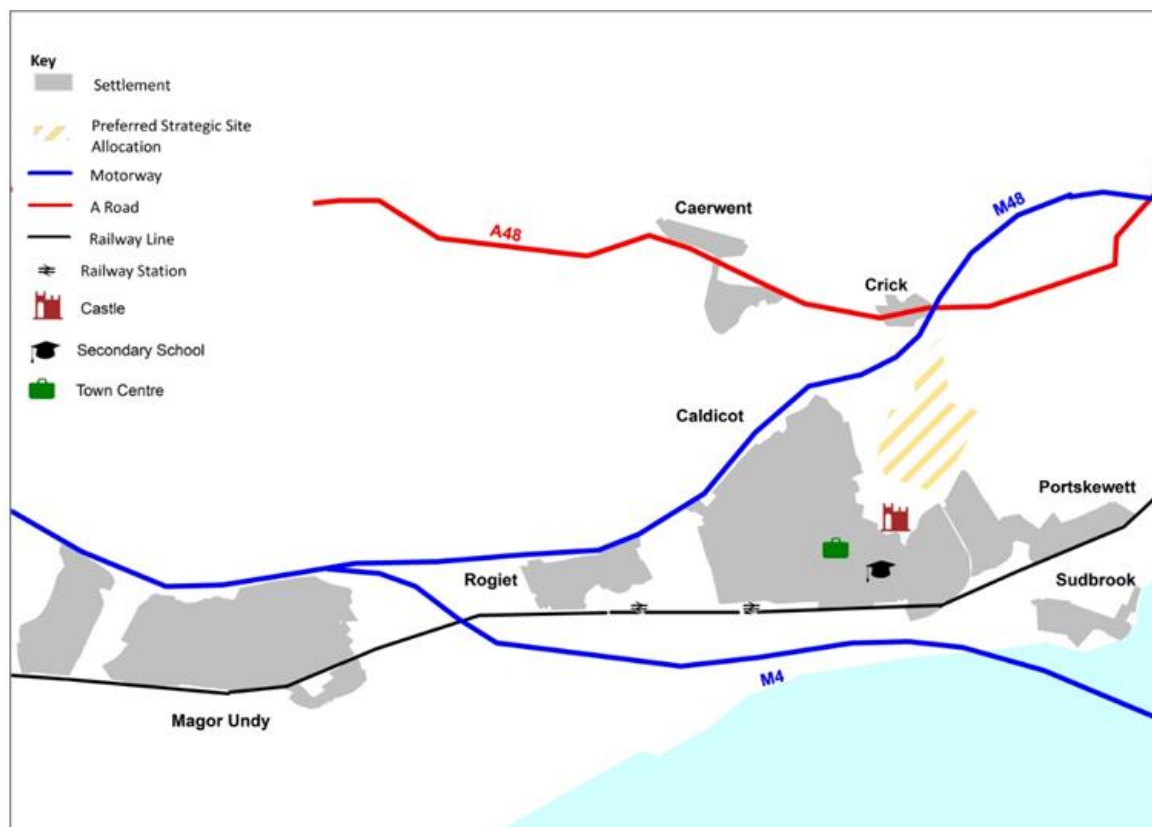 Key
Settlement
Preferred Strategic Site
Allocation
Motorway
A Road
Railway Line
Railway Station
Castle
Secondary School
Town Centre
Caerwent
M48
A48
Crick
Caldicot
Portskewett
Rogiet
Sudbrook
M4
Magor Undy